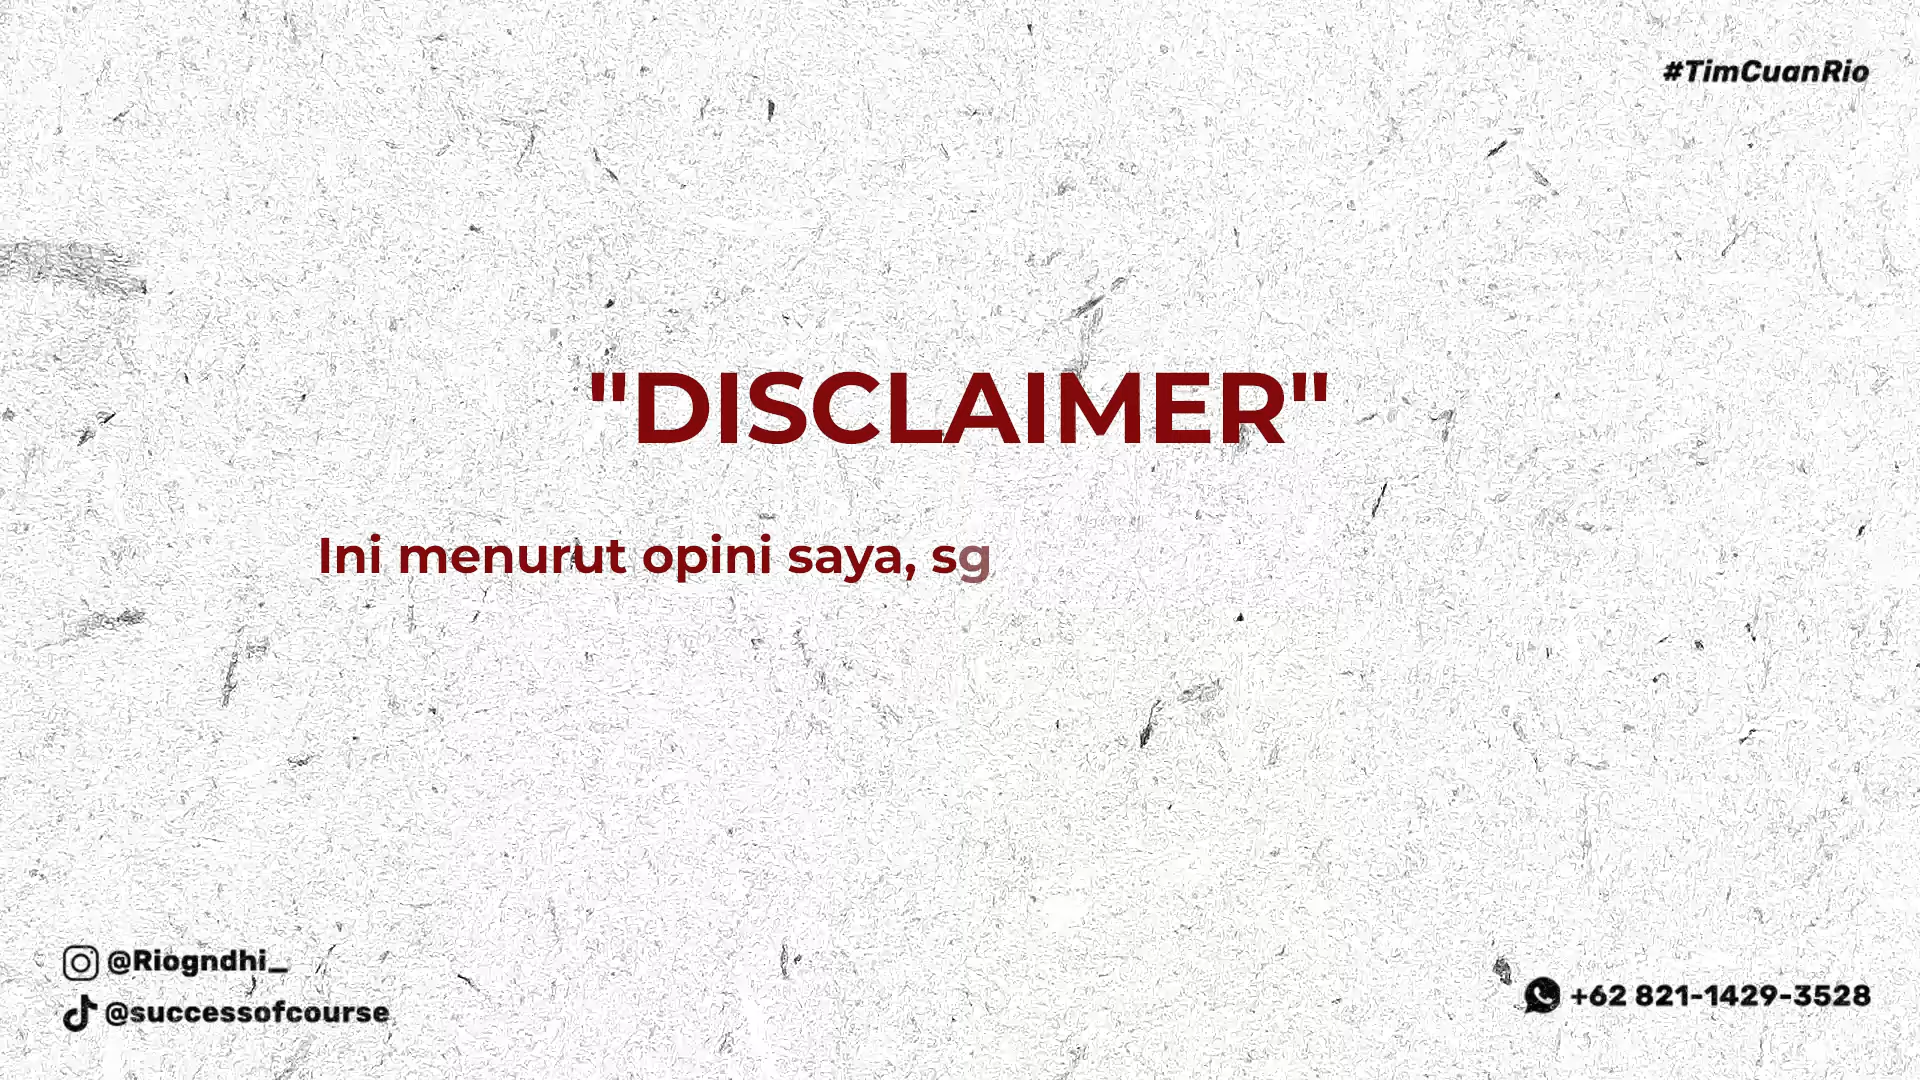 #TimCuanRio
"DISCLAIMER"
Ini menurut opini saya, sg
@Riogndhi_
@successofcourse
+62 821-1429-3528